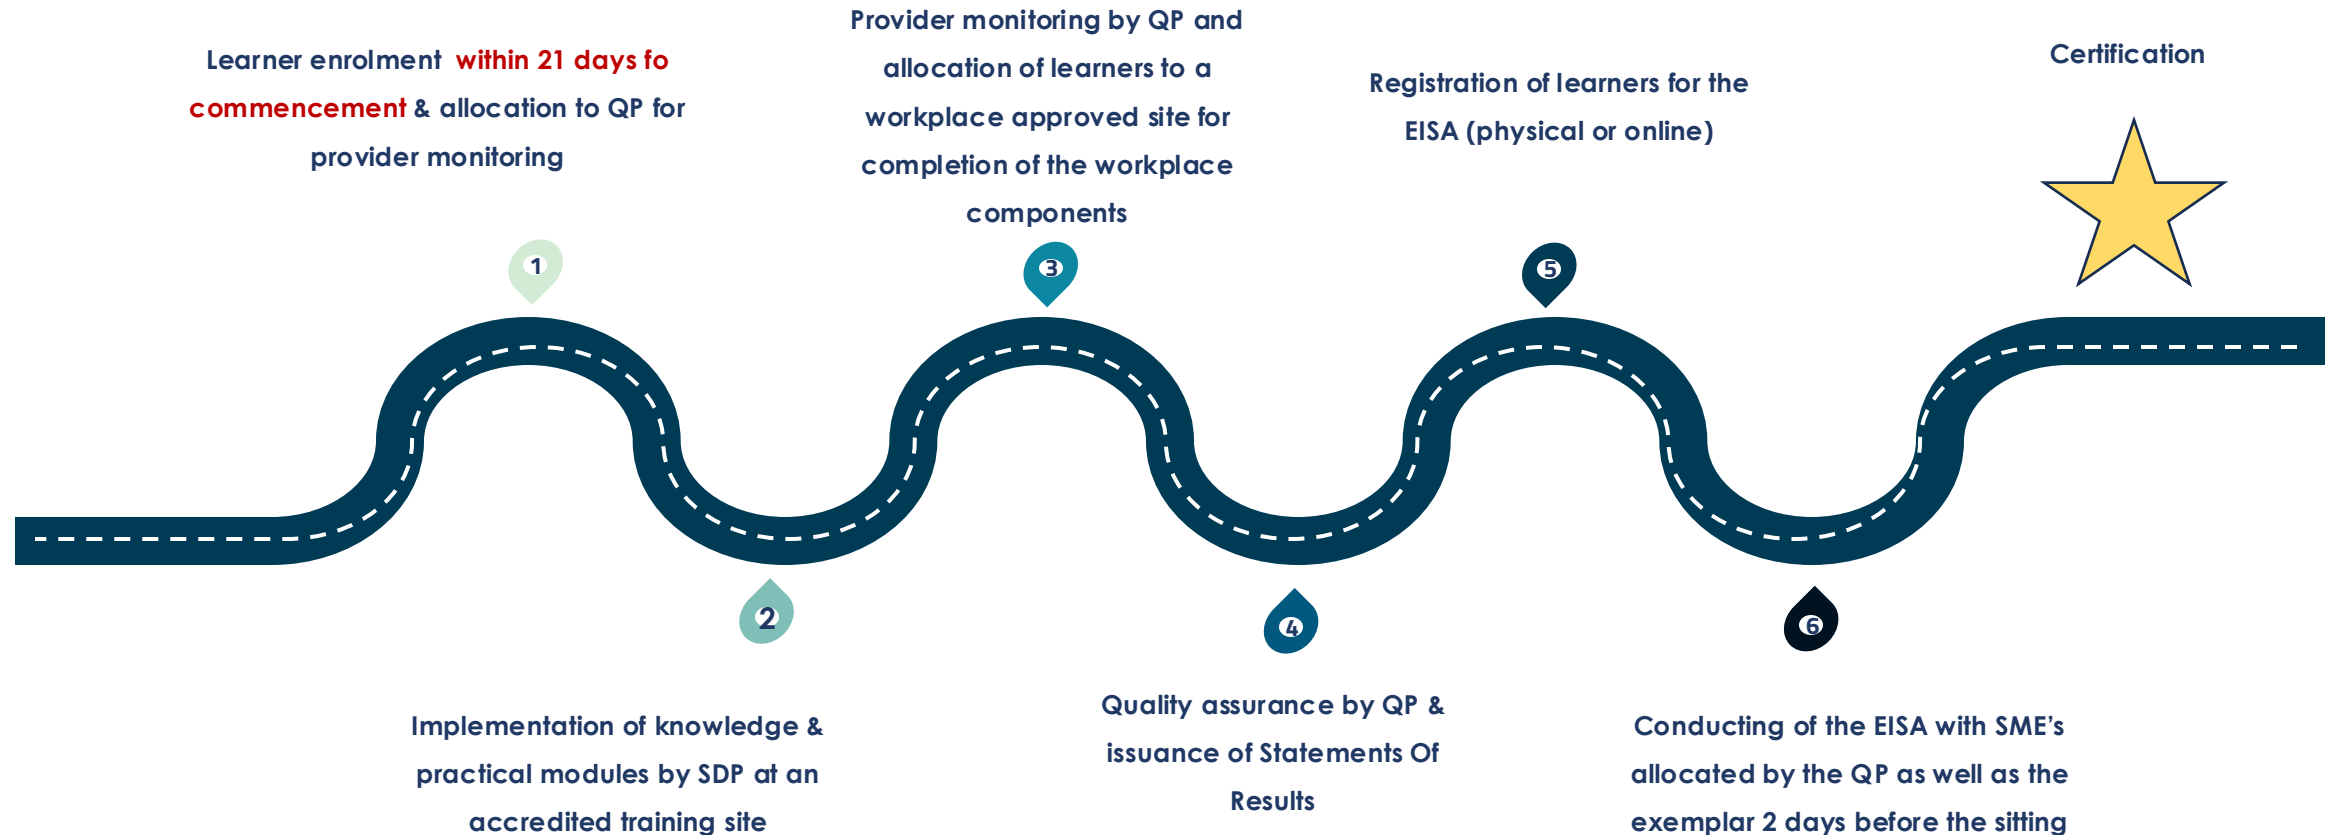 Learner enrolment within 21 days fo
commencement & allocation to QP for
provider monitoring
1
Implementation of knowledge &
practical modules by SDP at an
accredited training site
2
Provider monitoring by QP and
allocation of learners to a
workplace approved site for
completion of the workplace
components
3
Quality assurance by QP &
issuance of Statements Of
Results
4
Registration of learners for the
EISA (physical or online)
5
Conducting of the EISA with SME's
allocated by the QP as well as the
exemplar 2 days before the sitting
6
Certification